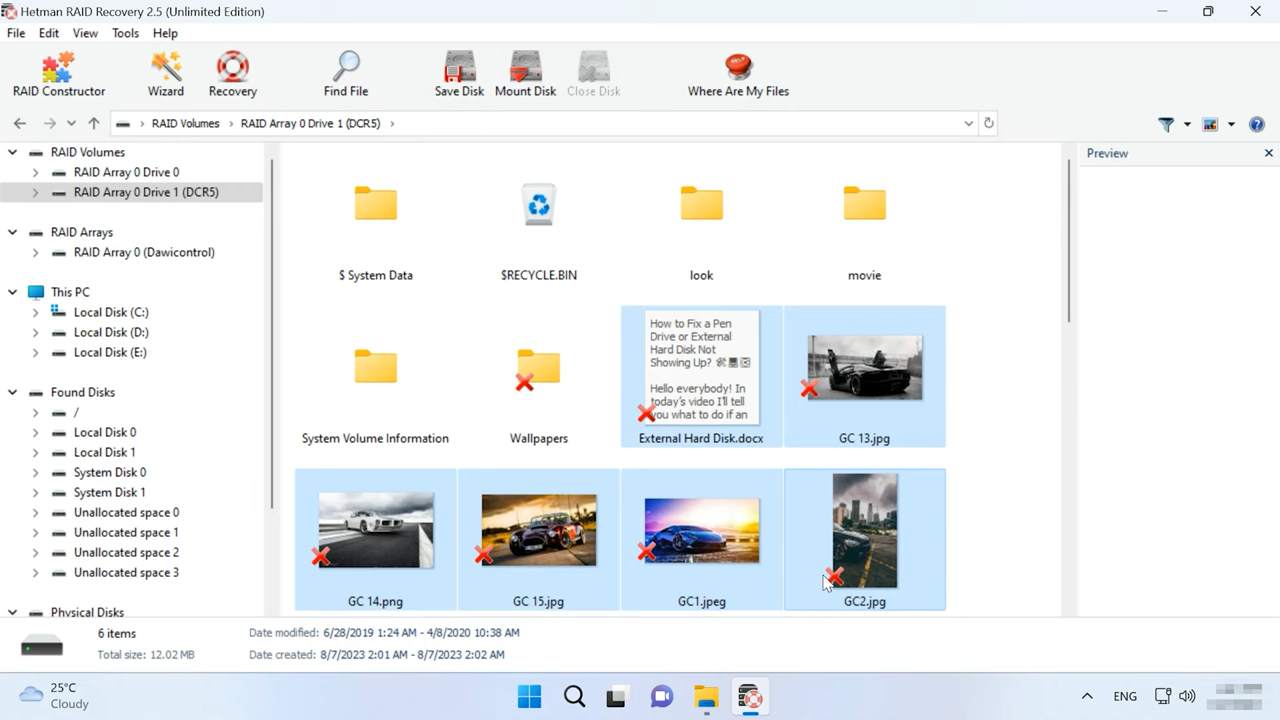 Hetman RAID Recovery 2.5 (Unlimited Edition)
File Edit View Tools Help
RAID Constructor Wizard Recovery Find File Save Disk Mount Disk Close Disk Where Are My Files
RAID Volumes RAID Array 0 Drive 1 (DCR5)
RAID Volumes
RAID Array 0 Drive 0
RAID Array 0 Drive 1 (DCR5)
RAID Arrays
RAID Array 0 (Dawicontrol)
This PC
Local Disk (C:)
Local Disk (D:)
Local Disk (E:)
Found Disks
/
Local Disk 0
Local Disk 1
System Disk 0
System Disk 1
Unallocated space 0
Unallocated space 1
Unallocated space 2
Unallocated space 3
Physical Disks
$ System Data
$RECYCLE.BIN
look
movie
System Volume Information
Wallpapers
How to Fix a Pen
Drive or External
Hard Disk Not
Showing Up?
Hello everybody! In
today's video I'll tell
you what to do if an
External Hard Disk.docx
GC 13.jpg
GC 14.png
GC 15.jpg
GC1.jpeg
GC2.jpg
Preview
6 items
Total size: 12.02 MB
Date modified: 6/28/2019 1:24 AM - 4/8/2020 10:38 AM
Date created: 8/7/2023 2:01 AM - 8/7/2023 2:02 AM
25°C
Cloudy
ENG